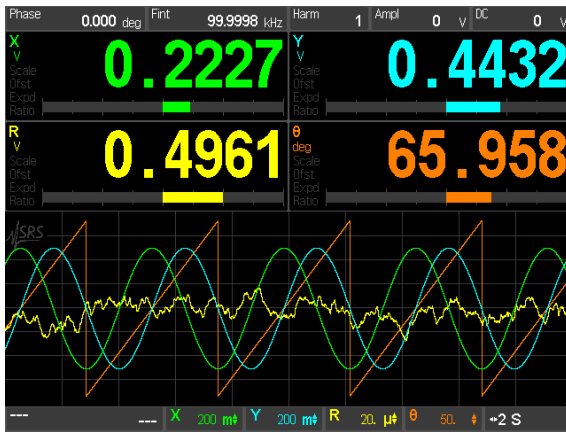 Phase 0.000 deg Fint 99.9998 kHz Harm 1 Ampl 0 V DC 0 V
X V Scale Ofst Expd Ratio 0.2227
Y V Scale Ofst Expd Ratio 0.4432
R V Scale Ofst Expd Ratio 0.4961
θ deg Scale Ofst Expd Ratio 65.958
SRS
--- --- X 200 m Y 200 m R 20. μ θ 50. 2 S